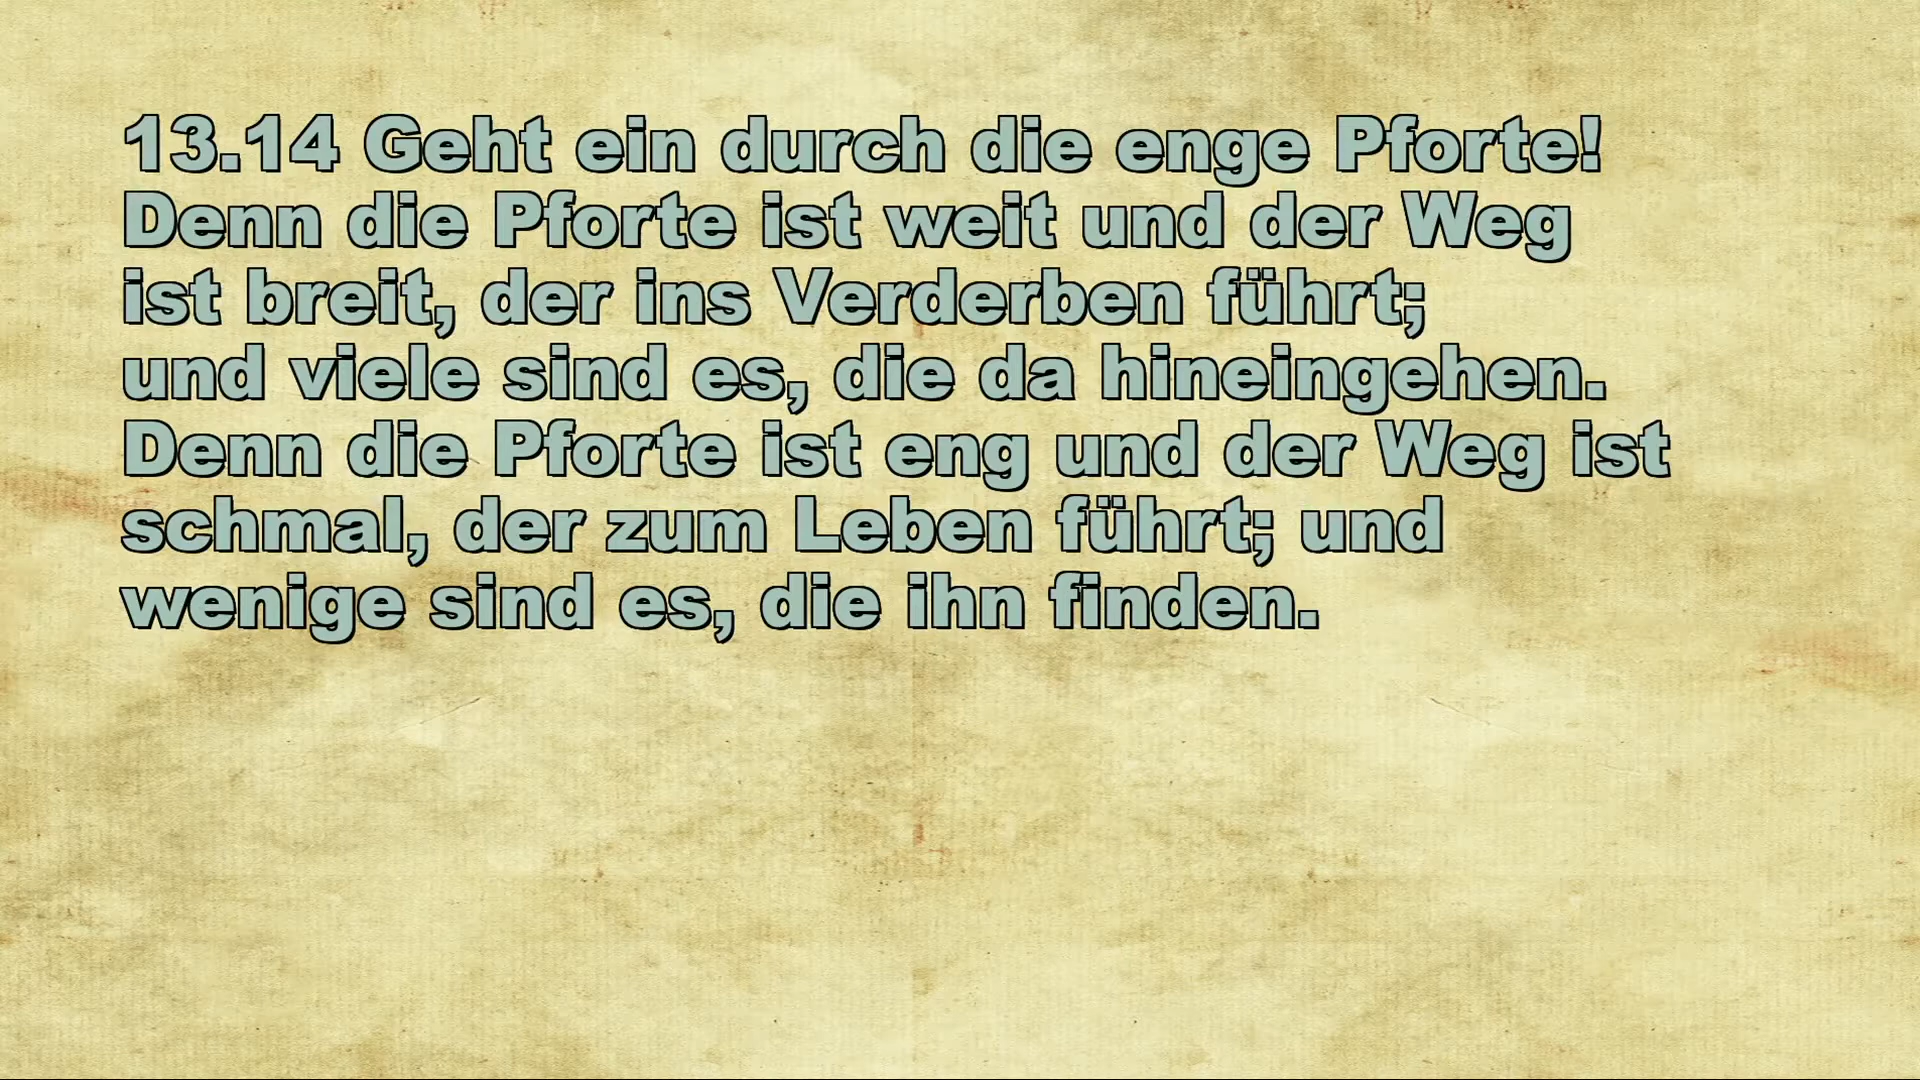 13.14 Geht ein durch die enge Pforte!
Denn die Pforte ist weit und der Weg
ist breit, der ins Verderben führt;
und viele sind es, die da hineingehen.
Denn die Pforte ist eng und der Weg ist
schmal, der zum Leben führt; und
wenige sind es, die ihn finden.